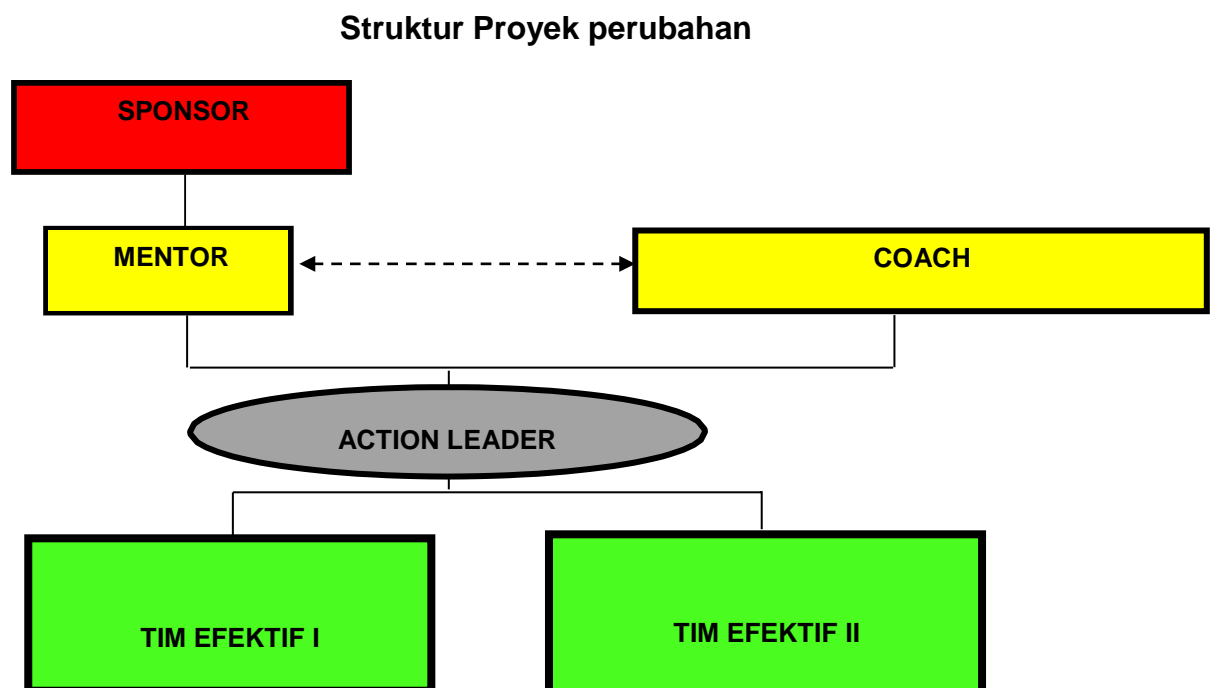 Struktur Proyek perubahan
SPONSOR
MENTOR
COACH
ACTION LEADER
TIM EFEKTIF I
TIM EFEKTIF II